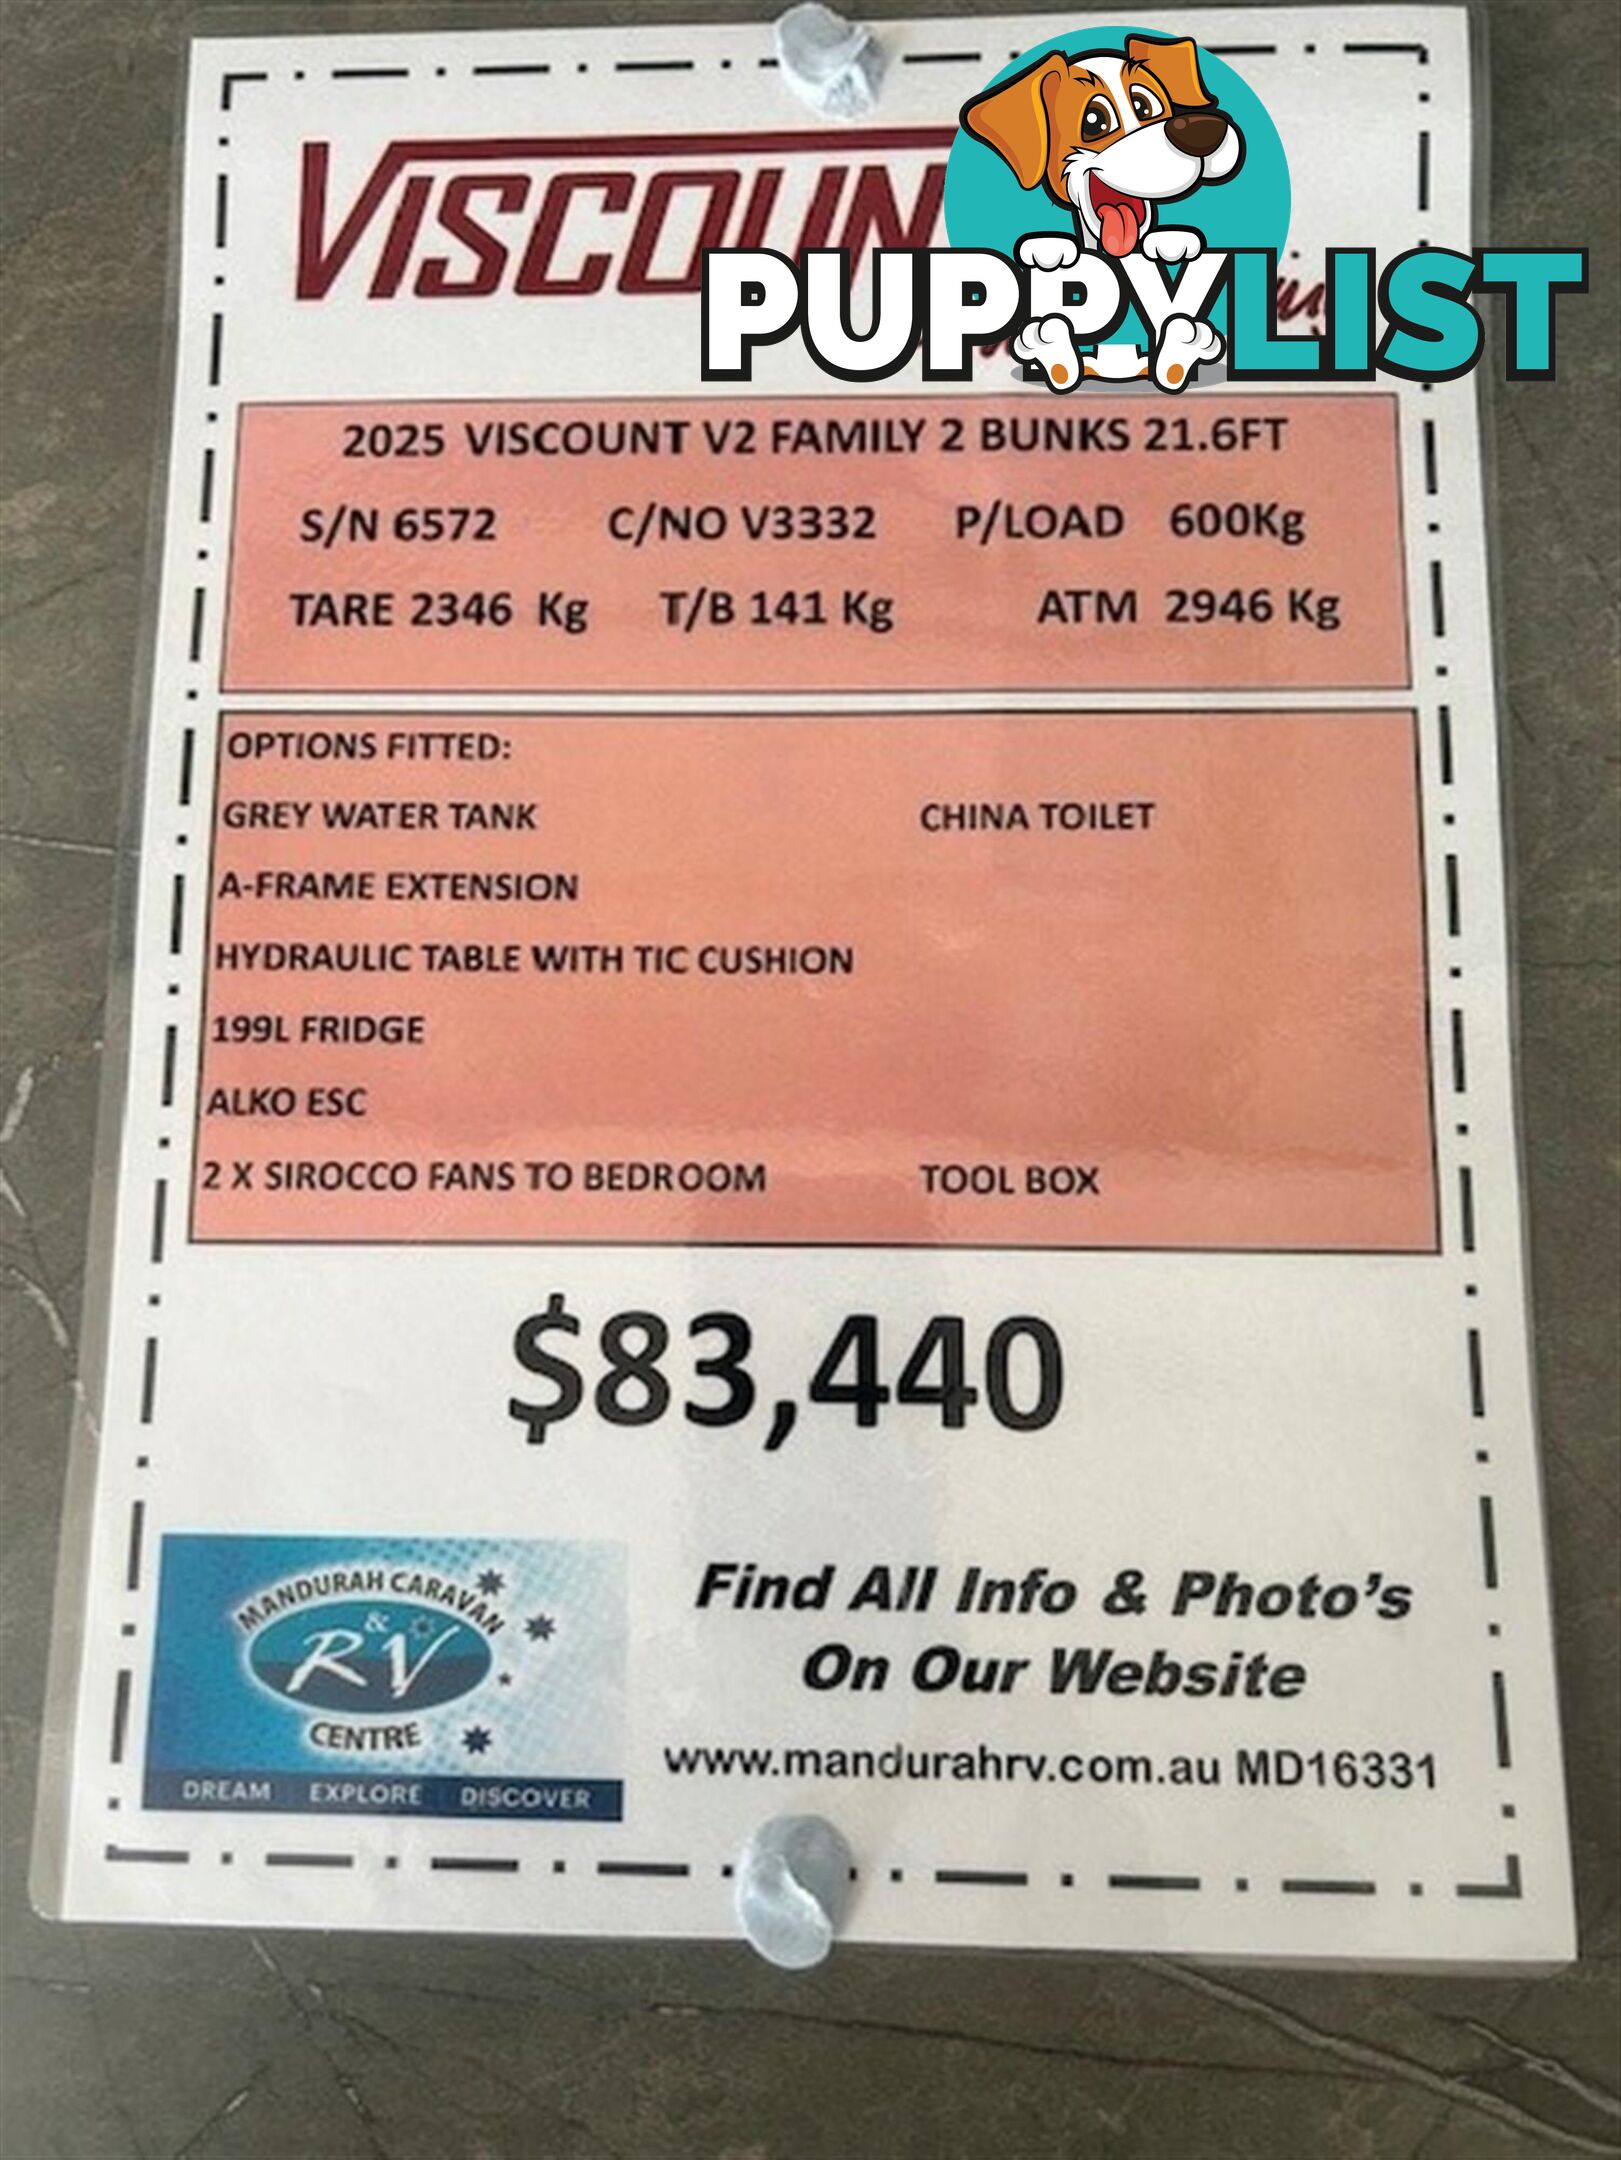 VISCOUN
PUPPYLIST
2025 VISCOUNT V2 FAMILY 2 BUNKS 21.6FT
S/N 6572 C/NO V3332 P/LOAD 600Kg
TARE 2346 Kg T/B 141 Kg ATM 2946 Kg
OPTIONS FITTED:
GREY WATER TANK CHINA TOILET
A-FRAME EXTENSION
HYDRAULIC TABLE WITH TIC CUSHION
199L FRIDGE
ALKO ESC
2 X SIROCCO FANS TO BEDROOM TOOL BOX
$83,440
MANDURAH CARAVAN
&
RV
CENTRE
DREAM EXPLORE DISCOVER
Find All Info & Photo's
On Our Website
www.mandurahrv.com.au MD16331